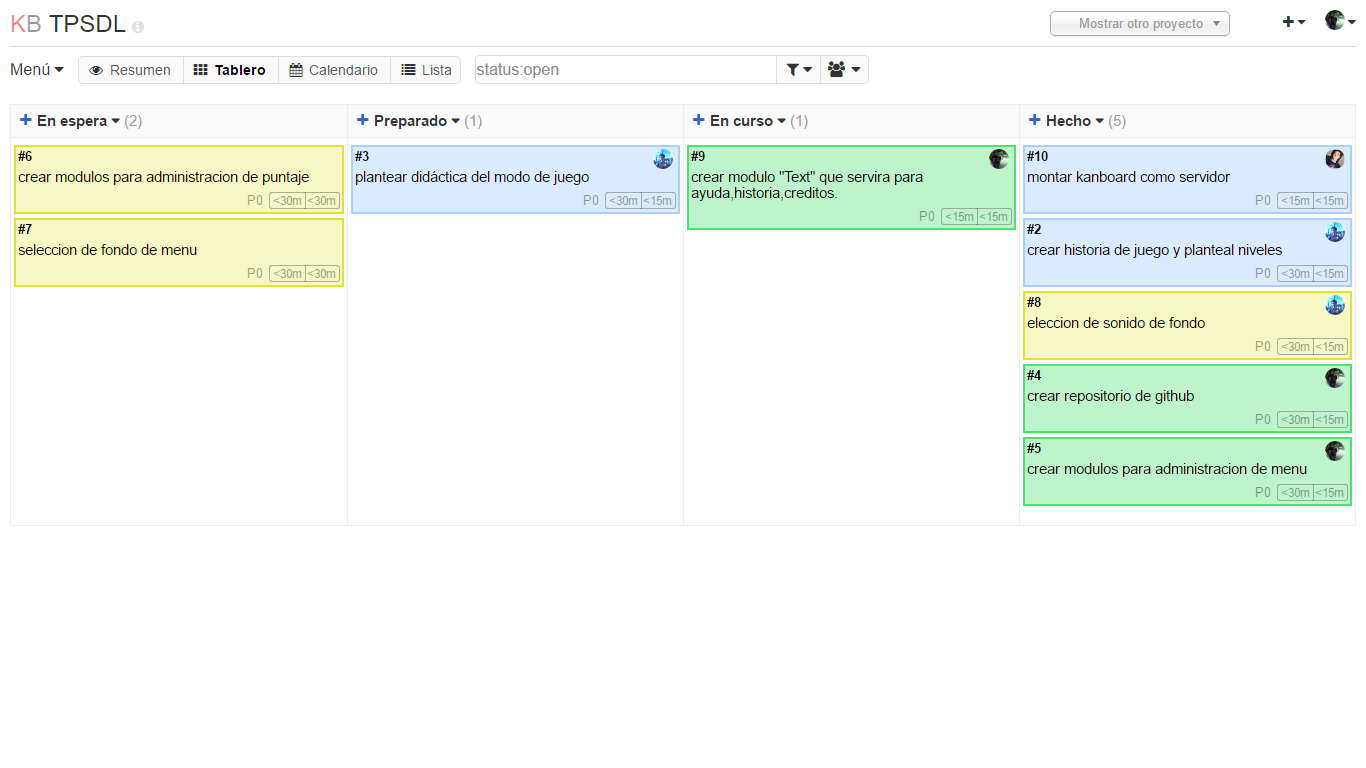 KB TPSDL
Mostrar otro proyecto
Menú
Resumen
Tablero
Calendario
Lista
status:open
En espera (2)
#6
crear modulos para administracion de puntaje
P0 <30m <30m
#7
seleccion de fondo de menu
P0 <30m <30m
Preparado (1)
#3
plantear didáctica del modo de juego
P0 <30m <15m
En curso (1)
#9
crear modulo "Text" que servira para
ayuda,historia,creditos.
P0 <15m <15m
Hecho (5)
#10
montar kanboard como servidor
P0 <15m <15m
#2
crear historia de juego y planteal niveles
P0 <30m <15m
#8
eleccion de sonido de fondo
P0 <30m <15m
#4
crear repositorio de github
P0 <30m <15m
#5
crear modulos para administracion de menu
P0 <30m <15m